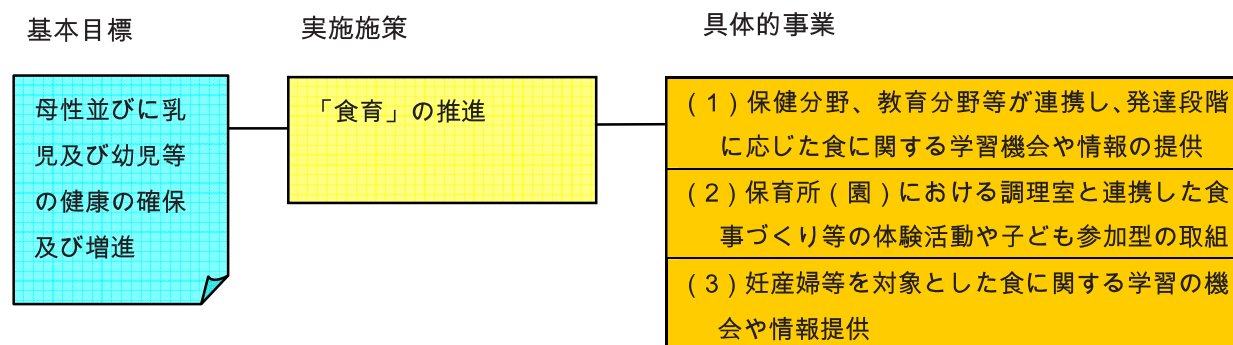 基本目標
実施施策
具体的事業
母性並びに乳
児及び幼児等
の健康の確保
及び増進
「食育」の推進
(1)保健分野、教育分野等が連携し、発達段階
に応じた食に関する学習機会や情報の提供
(2)保育所(園)における調理室と連携した食
事づくり等の体験活動や子ども参加型の取組
(3)妊産婦等を対象とした食に関する学習の機
会や情報提供